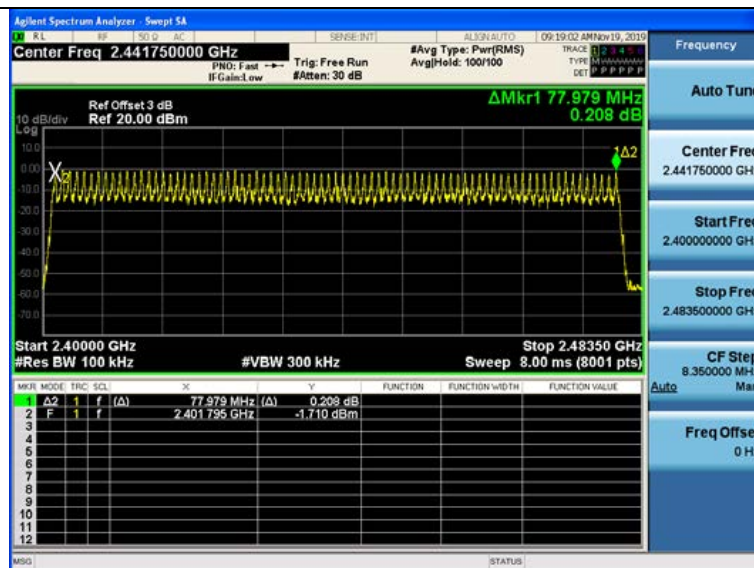 Agilent Spectrum Analyzer - Swept SA
RL RF 50 Ω AC SENSE:INT ALIGN AUTO 09:19:02 AM Nov 19, 2019
Center Freq 2.441750000 GHz
PNO: Fast Trig: Free Run #Avg Type: Pwr(RMS) TRACE 1 2 3 4 5 6
IFGain:Low #Atten: 30 dB Avg|Hold: 100/100 TYPE M
DET P P P P P P
Frequency
Auto Tune
Center Freq
2.441750000 GH
Start Freq
2.400000000 GH
Stop Freq
2.483500000 GH
CF Step
8.350000 MH
Auto Man
Freq Offse
0 H
Ref Offset 3 dB
10 dB/div Ref 20.00 dBm
Log
ΔMkr1 77.979 MHz
0.208 dB
10.0
0.00
-10.0
-20.0
-30.0
-40.0
-50.0
-60.0
-70.0
1Δ2
2
Start 2.40000 GHz Stop 2.48350 GHz
#Res BW 100 kHz #VBW 300 kHz Sweep 8.00 ms (8001 pts)
MKR MODE TRC SCL X Y FUNCTION FUNCTION WIDTH FUNCTION VALUE
1 Δ2 1 f (Δ) 77.979 MHz (Δ) 0.208 dB
2 F 1 f 2.401 795 GHz -1.710 dBm
3
4
5
6
7
8
9
10
11
12
MSG STATUS